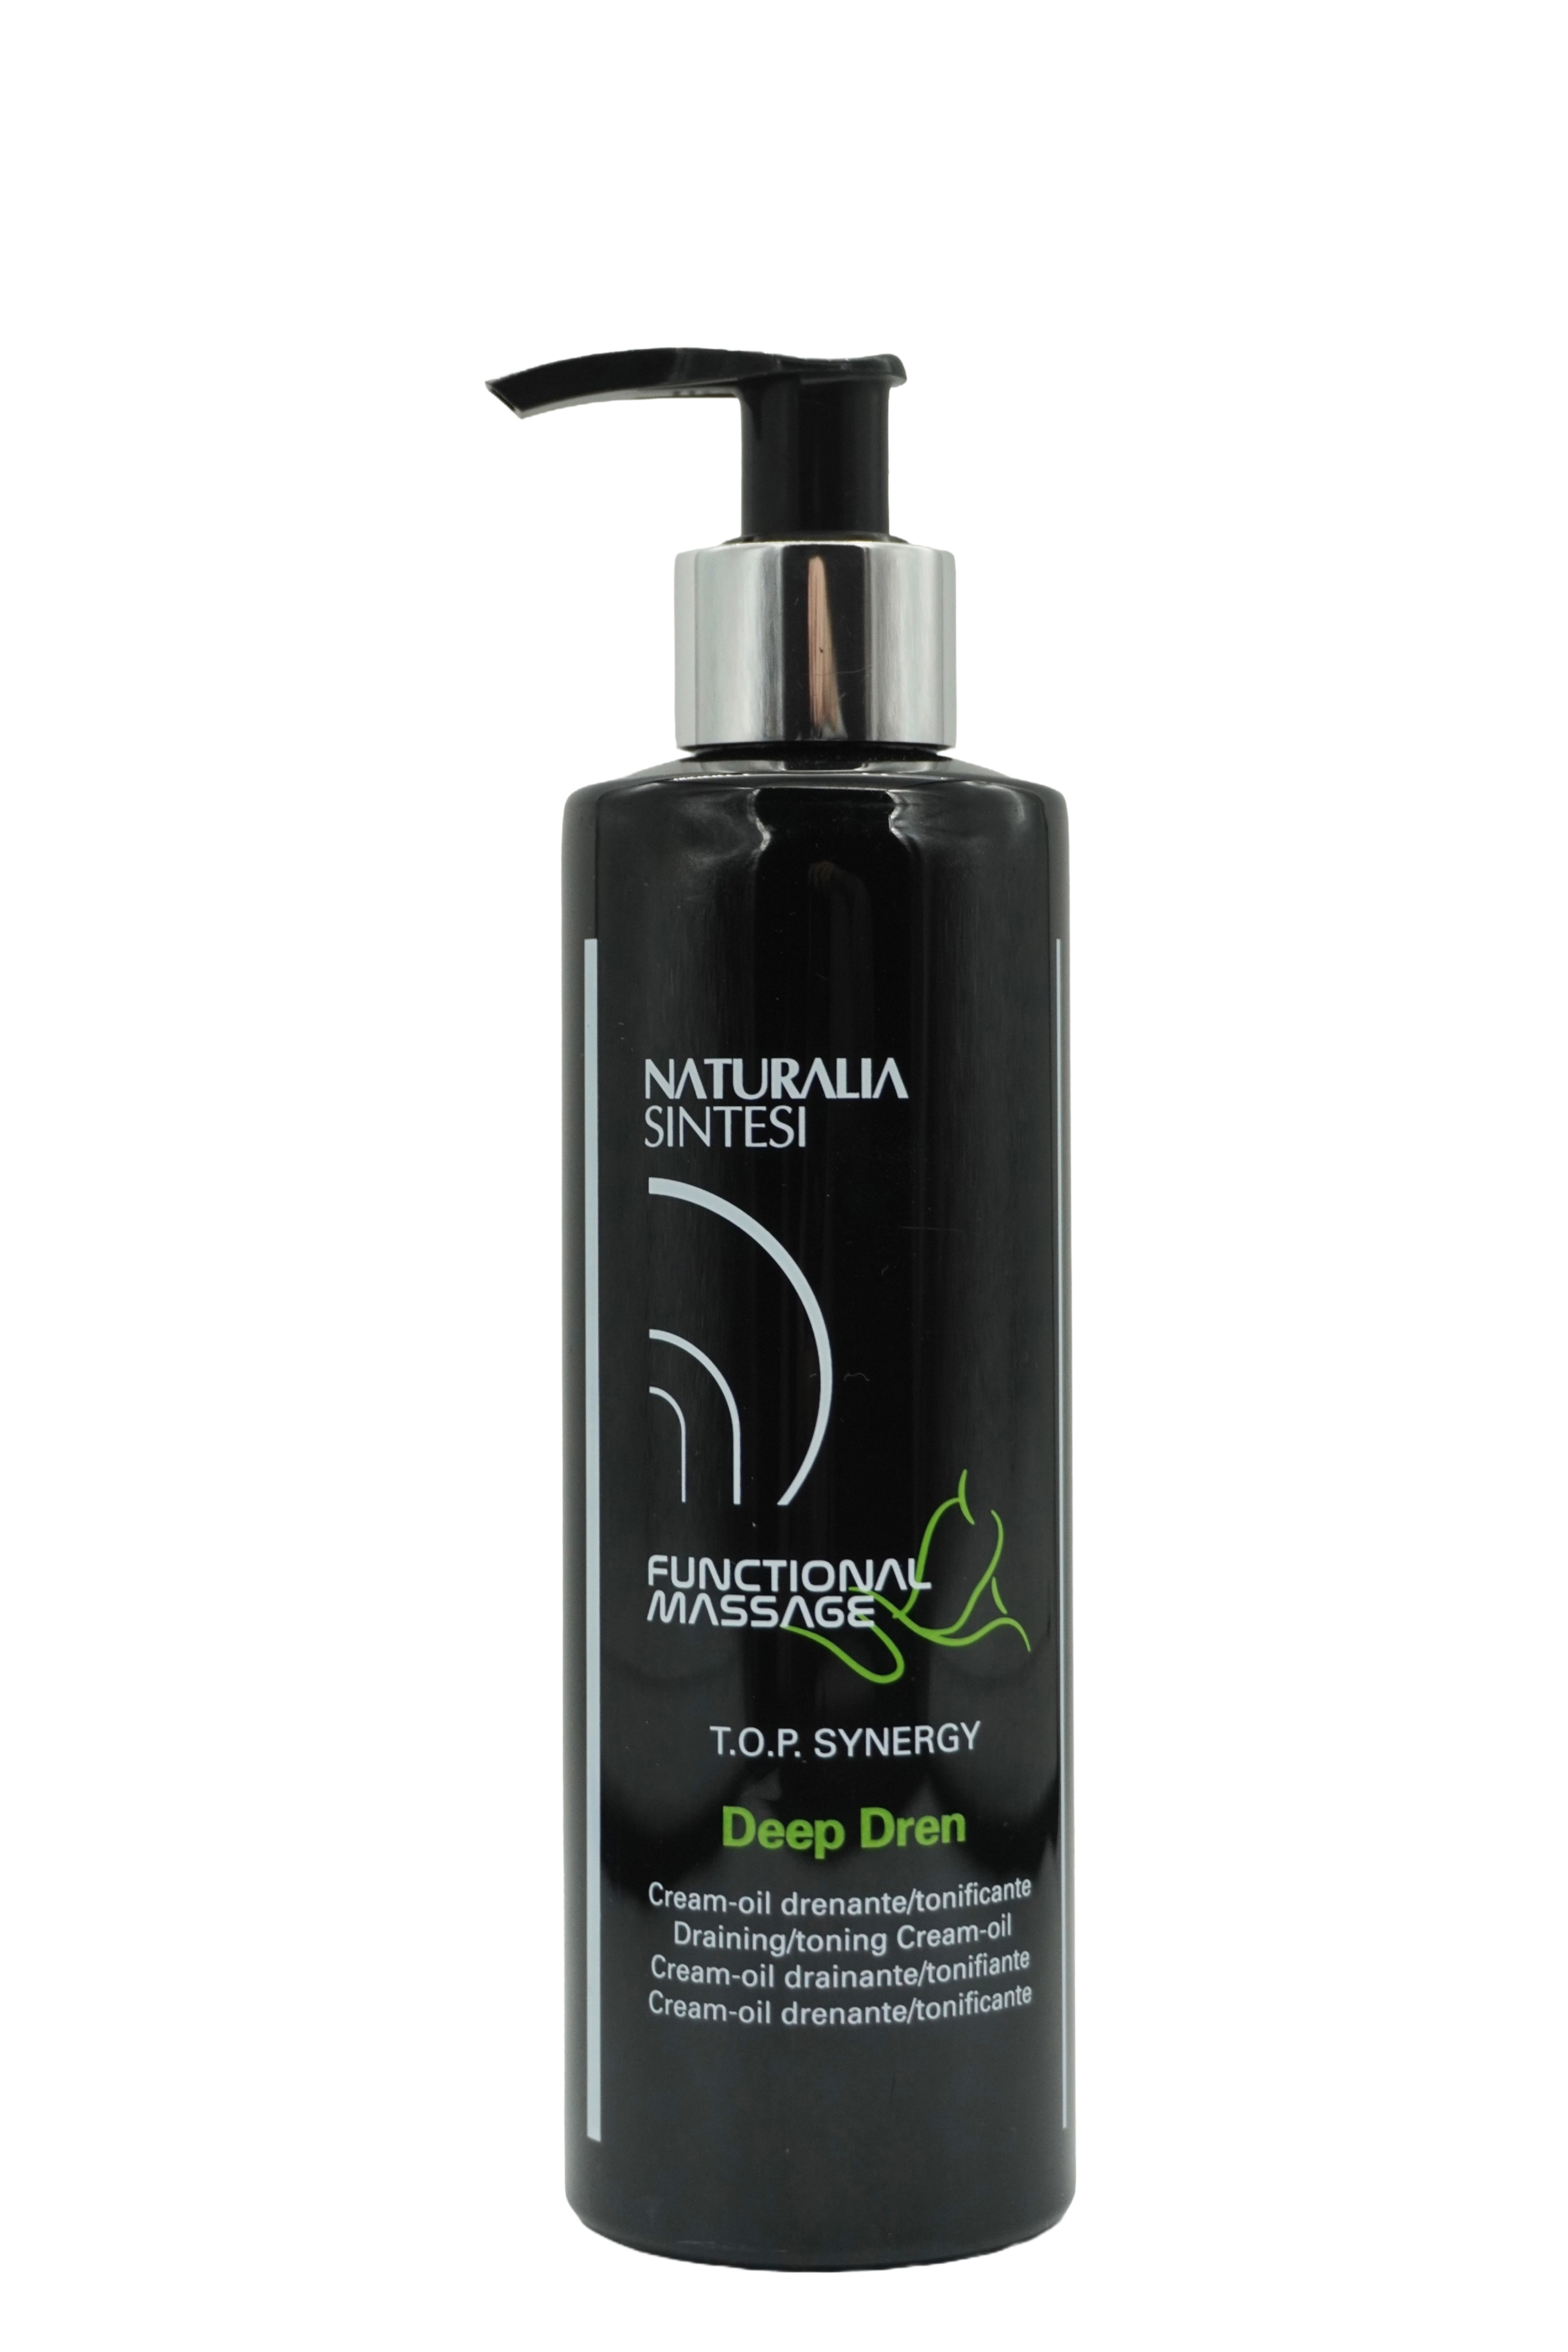 NATURALIA
SINTESI
FUNCTIONAL
MASSAGE
T.O.P. SYNERGY
Deep Dren
Cream-oil drenante/tonificante
Draining/toning Cream-oil
Cream-oil drainante/tonifiante
Cream-oil drenante/tonificante